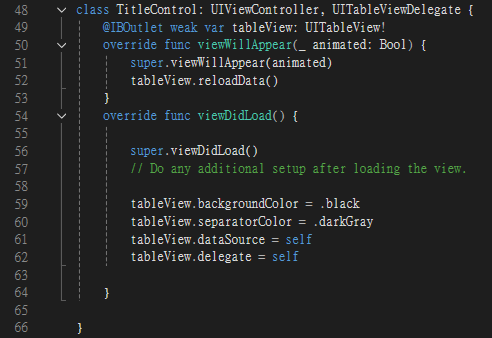 48 class TitleControl: UIViewController, UITableViewDelegate {
49     @IBOutlet weak var tableView: UITableView!
50     override func viewWillAppear(_ animated: Bool) {
51         super.viewWillAppear(animated)
52         tableView.reloadData()
53     }
54     override func viewDidLoad() {
55
56         super.viewDidLoad()
57         // Do any additional setup after loading the view.
58
59         tableView.backgroundColor = .black
60         tableView.separatorColor = .darkGray
61         tableView.dataSource = self
62         tableView.delegate = self
63
64     }
65
66 }